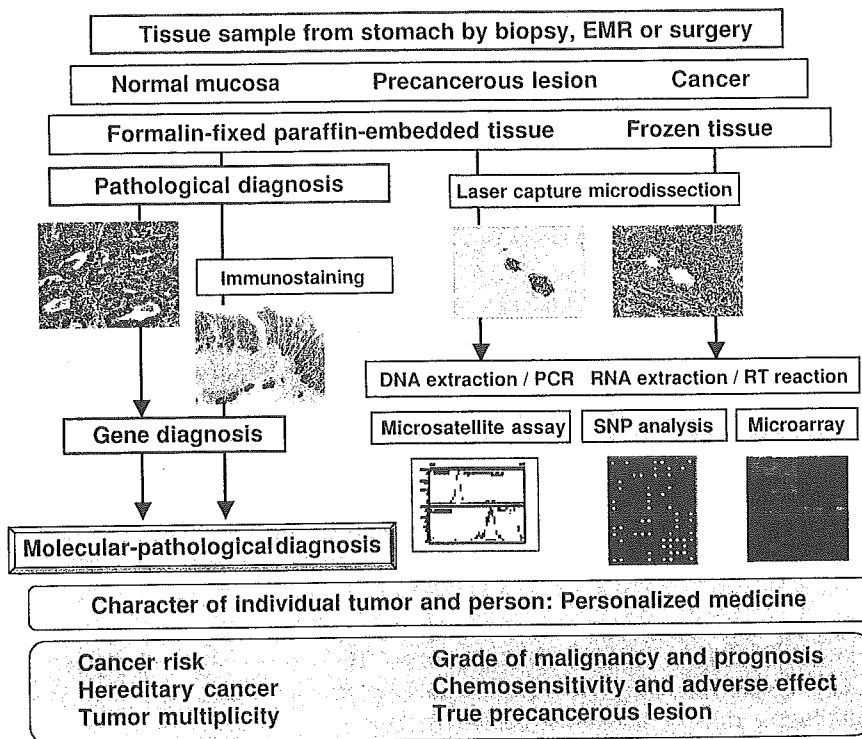 Tissue sample from stomach by biopsy, EMR or surgery
Normal mucosa Precancerous lesion Cancer
Formalin-fixed paraffin-embedded tissue Frozen tissue
Pathological diagnosis
Laser capture microdissection
Immunostaining
DNA extraction / PCR RNA extraction / RT reaction
Microsatellite assay
SNP analysis
Microarray
Gene diagnosis
Molecular-pathological diagnosis
Character of individual tumor and person: Personalized medicine
Cancer risk
Hereditary cancer
Tumor multiplicity
Grade of malignancy and prognosis
Chemosensitivity and adverse effect
True precancerous lesion